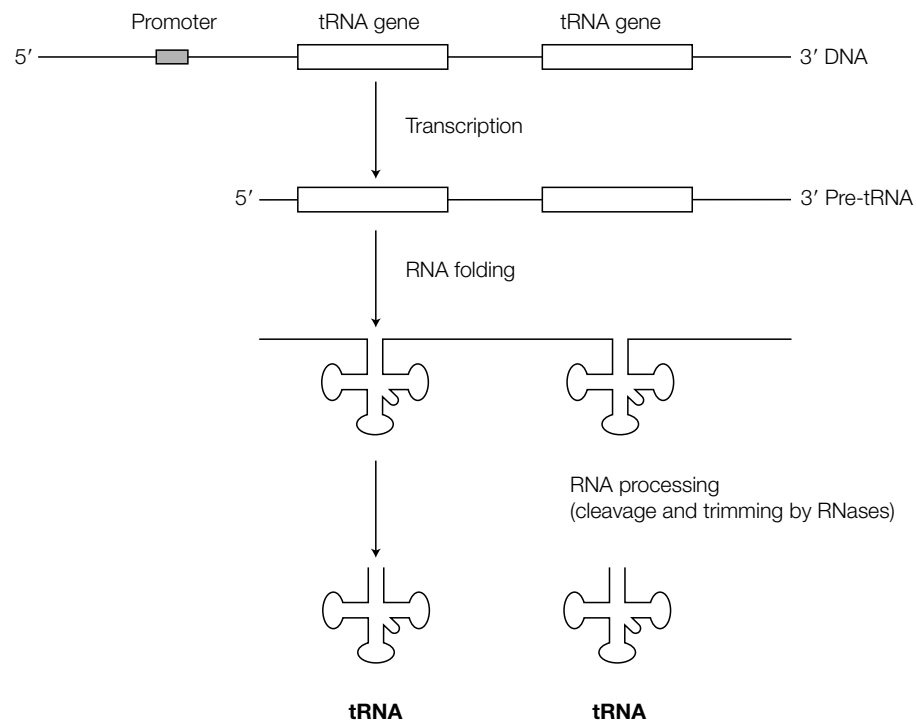 Promoter
tRNA gene
tRNA gene
5′
3′ DNA
Transcription
5′
3′ Pre-tRNA
RNA folding
RNA processing
(cleavage and trimming by RNases)
tRNA
tRNA